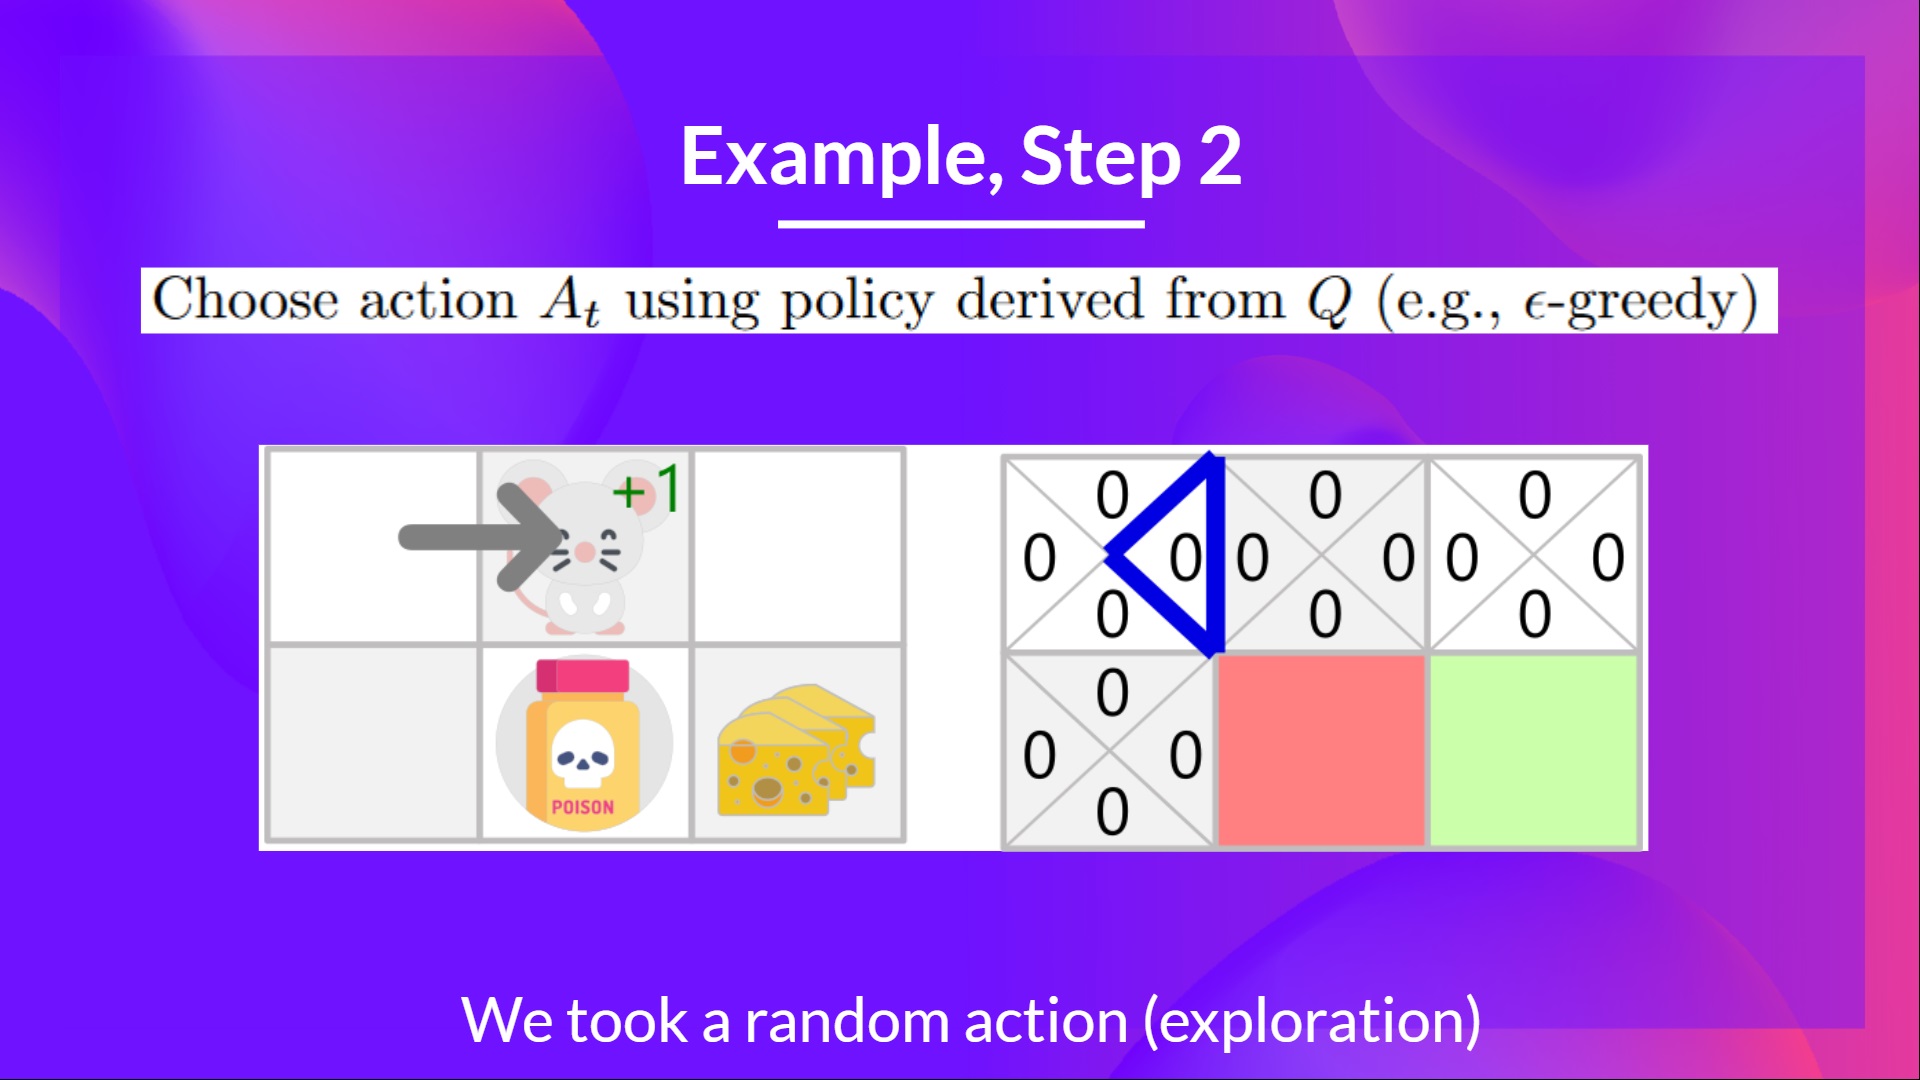 Example, Step 2
Choose action A_t using policy derived from Q (e.g., ϵ-greedy)
+1
POISON
0 0 0
0 0 0 0 0 0
0 0 0
0
0 0
0
We took a random action (exploration)